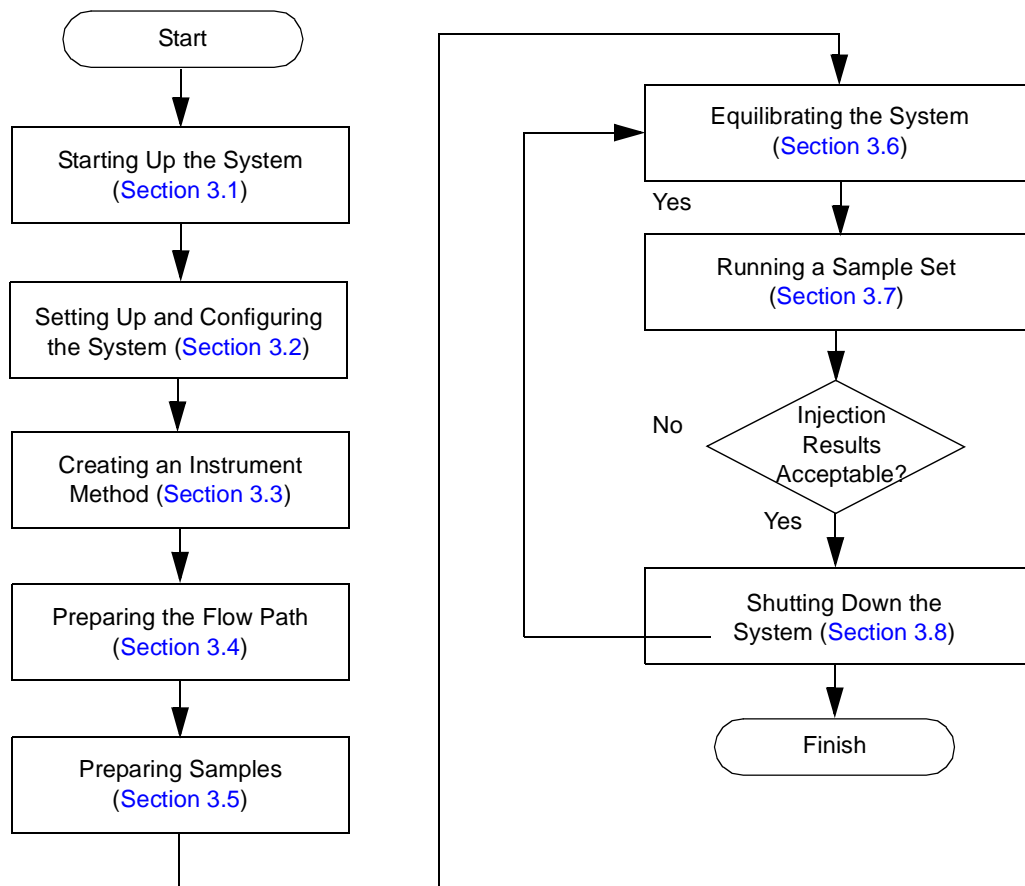 Start
Starting Up the System
(Section 3.1)
Setting Up and Configuring
the System (Section 3.2)
Creating an Instrument
Method (Section 3.3)
Preparing the Flow Path
(Section 3.4)
Preparing Samples
(Section 3.5)
Equilibrating the System
(Section 3.6)
Yes
Running a Sample Set
(Section 3.7)
No
Injection
Results
Acceptable?
Yes
Shutting Down the
System (Section 3.8)
Finish